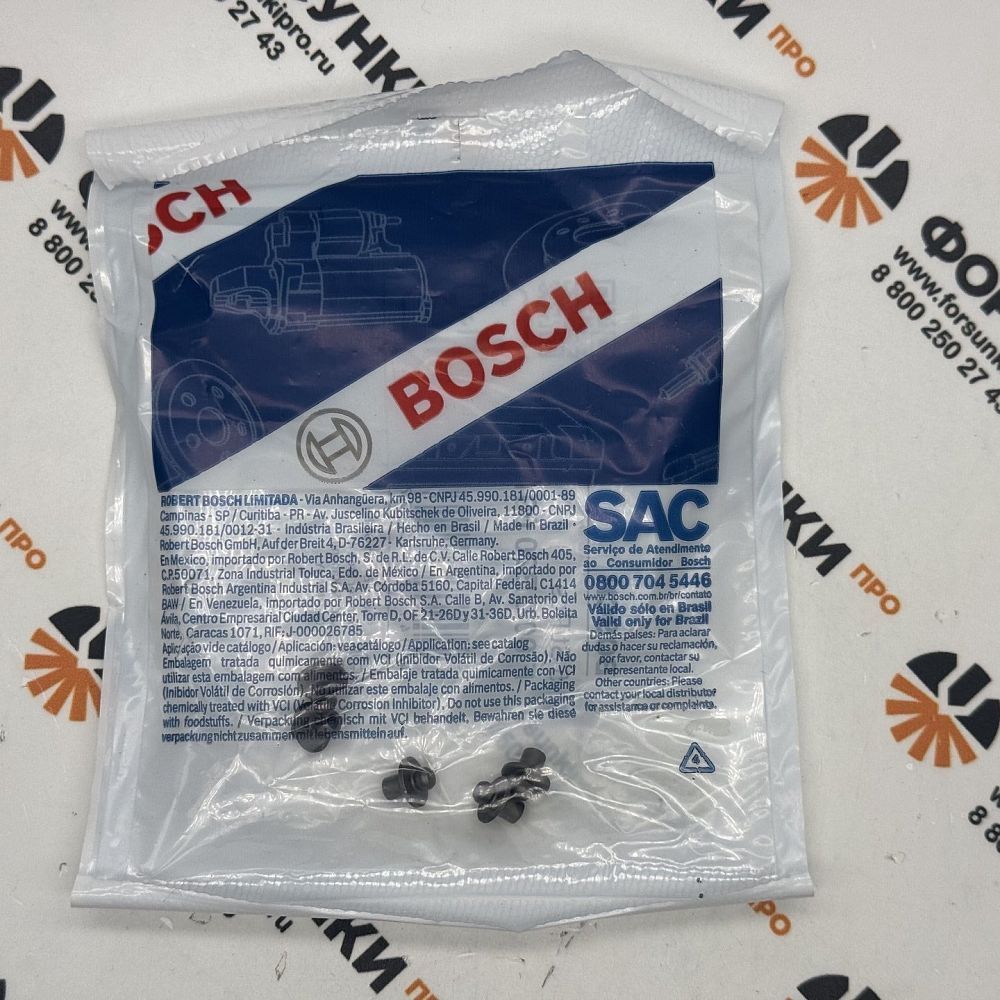 BOSCH
BOSCH
ROBERT BOSCH LIMITADA - Via Anhangüera, km 98 - CNPJ 45.990.181/0001-89
Campinas - SP / Curitiba - PR - Av. Juscelino Kubitschek de Oliveira, 11800 - CNPJ
45.990.181/0012-31 - Indústria Brasileira / Hecho en Brasil / Made in Brazil -
Robert Bosch GmbH, Auf der Breit 4, D-76227 - Karlsruhe, Germany.
En Mexico, importado por Robert Bosch, S. de R.L. de C.V. Calle Robert Bosch 405,
C.P.50071, Zona Industrial Toluca, Edo. de México / En Argentina, importado por
Robert Bosch Argentina Industrial S.A. Av. Córdoba 5160, Capital Federal, C1414
BAW / En Venezuela, importado por Robert Bosch S.A. Calle B, Av. Sanatorio del
Ávila, Centro Empresarial Ciudad Center, Torre D, OF 21-26D y 31-36D, Urb. Boleita
Norte, Caracas 1071, RIF: J-000026785.
Aplicação vide catálogo / Aplicación: vea catálogo / Application: see catalog
Embalagem tratada quimicamente com VCI (Inibidor Volátil de Corrosão). Não
utilizar esta embalagem com alimentos. / Embalaje tratada quimicamente con VCI
(Inibidor Volátil de Corrosión). No utilizar este embalaje con alimentos. / Packaging
chemically treated with VCI Corrosion Inhibitor). Do not use this packaging
with foodstuffs. / Verpackung mit VCI behandelt. Bewahren sie diese
verpackung nicht zusammen mit lebensmitteln auf.
SAC
Serviço de Atendimento
ao Consumidor Bosch
0800 704 5446
www.bosch.com.br/br/contato
Válido sólo en Brasil
Valid only for Brazil
Demás países: Para aclarar
dudas o hacer su reclamación,
por favor, contactar su
representante local.
Other countries: Please
contact your local distributor
for assistance or complaints.
4
ПРО
ПРО
ПРО
ПРО
www.forsunk
8 800 250 27 43